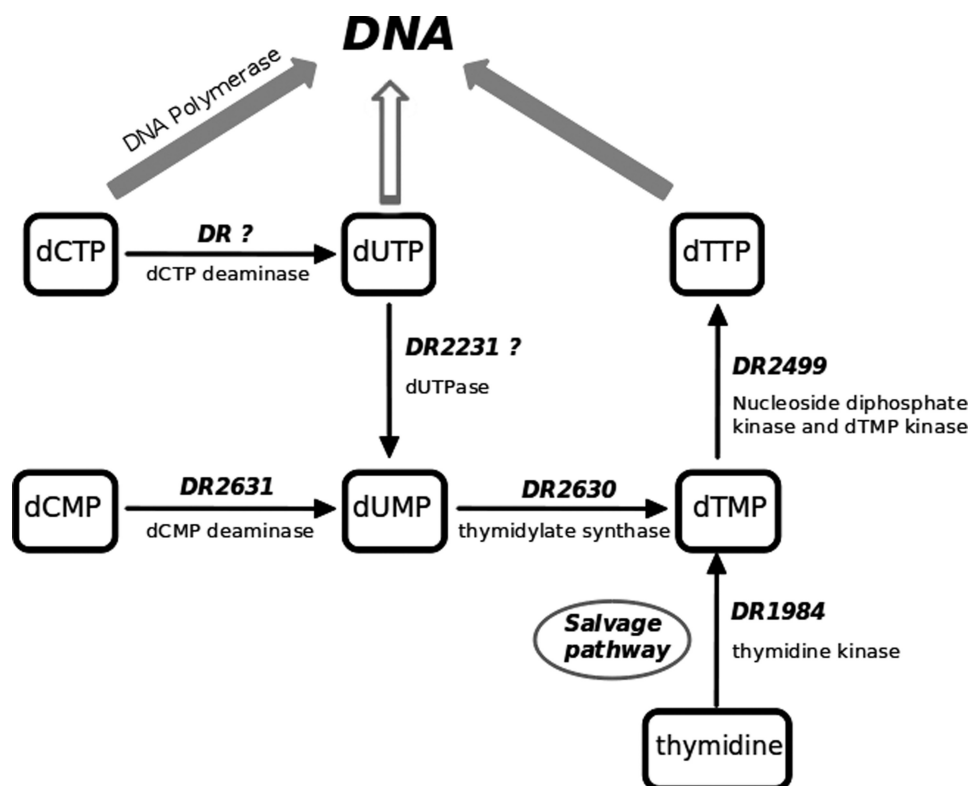 DNA
DNA Polymerase
dCTP
DR ?
dCTP deaminase
dUTP
dTTP
DR2231 ?
dUTPase
DR2499
Nucleoside diphosphate
kinase and dTMP kinase
dCMP
DR2631
dCMP deaminase
dUMP
DR2630
thymidylate synthase
dTMP
Salvage
pathway
DR1984
thymidine kinase
thymidine